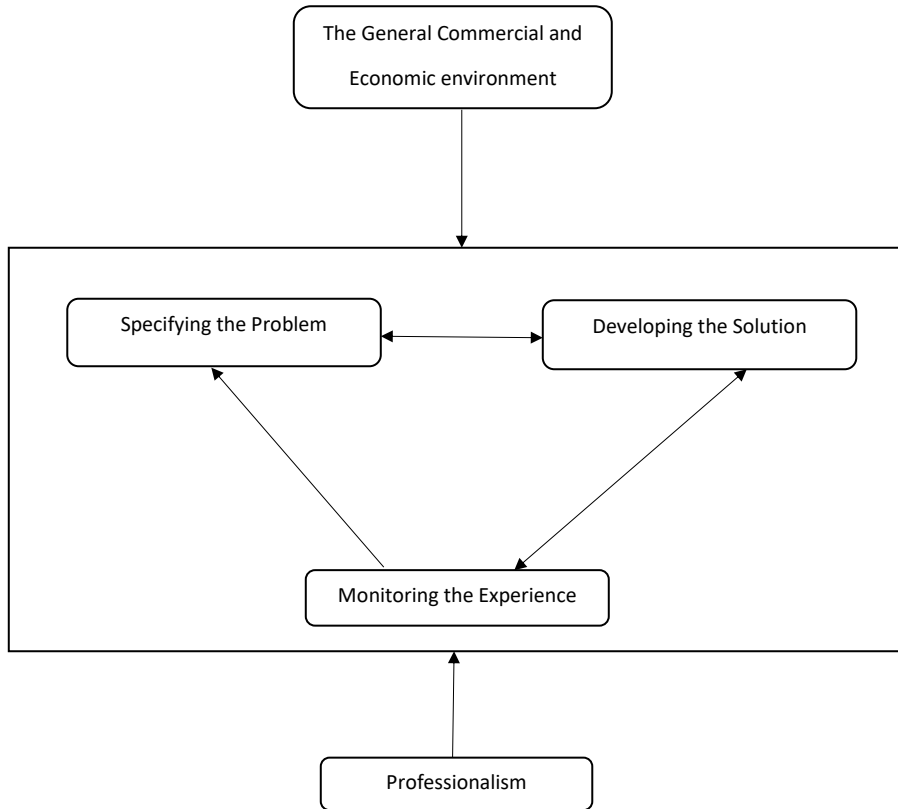 The General Commercial and
Economic environment
Specifying the Problem
Developing the Solution
Monitoring the Experience
Professionalism